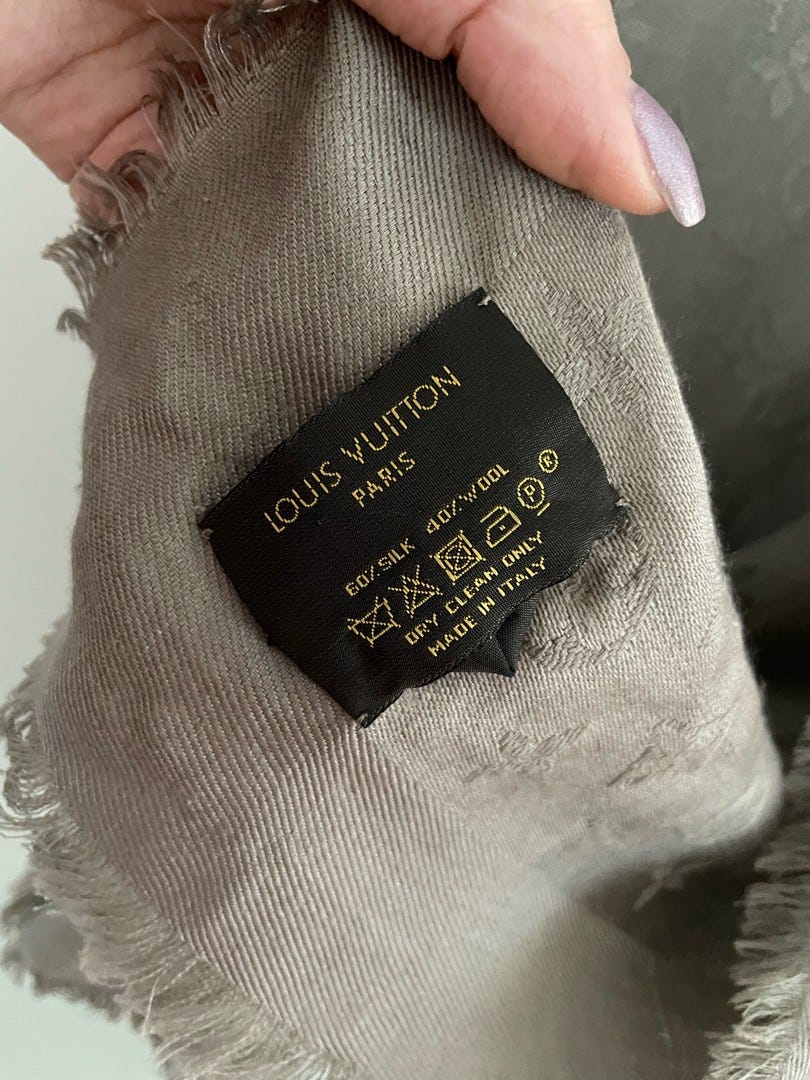 LOUIS VUITTON
PARIS
60% SILK 40% WOOL
P ®
DRY CLEAN ONLY
MADE IN ITALY